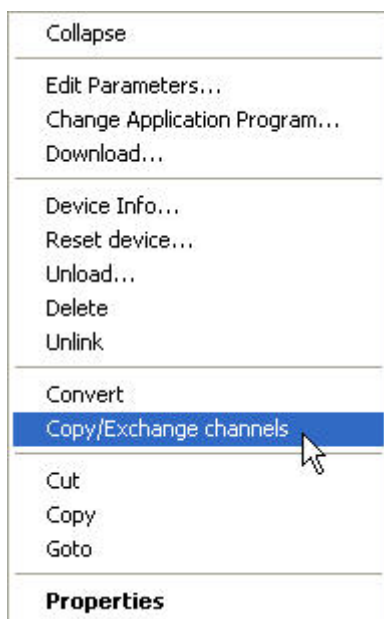 Collapse
Edit Parameters...
Change Application Program...
Download...
Device Info...
Reset device...
Unload...
Delete
Unlink
Convert
Copy/Exchange channels
Cut
Copy
Goto
Properties